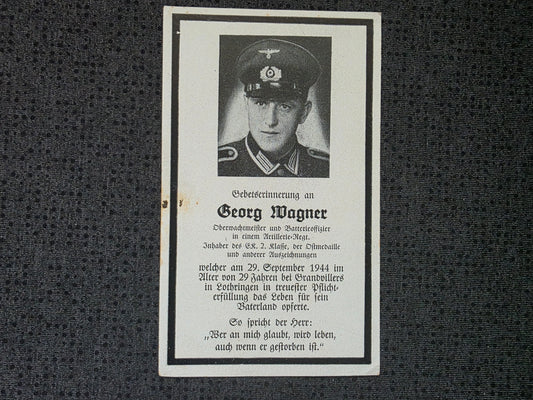 Gebetserinnerung an
Georg Wagner
Oberwachtmeister und Batterieoffizier
in einem Artillerie-Regt.
Inhaber des EK. 2. Klasse, der Ostmedaille
und anderer Auszeichnungen
welcher am 29. September 1944 im
Alter von 29 Jahren bei Grandvillers
in Lothringen in treuester Pflicht-
erfüllung das Leben für sein
Vaterland opferte.
So spricht der Herr:
„Wer an mich glaubt, wird leben,
auch wenn er gestorben ist."